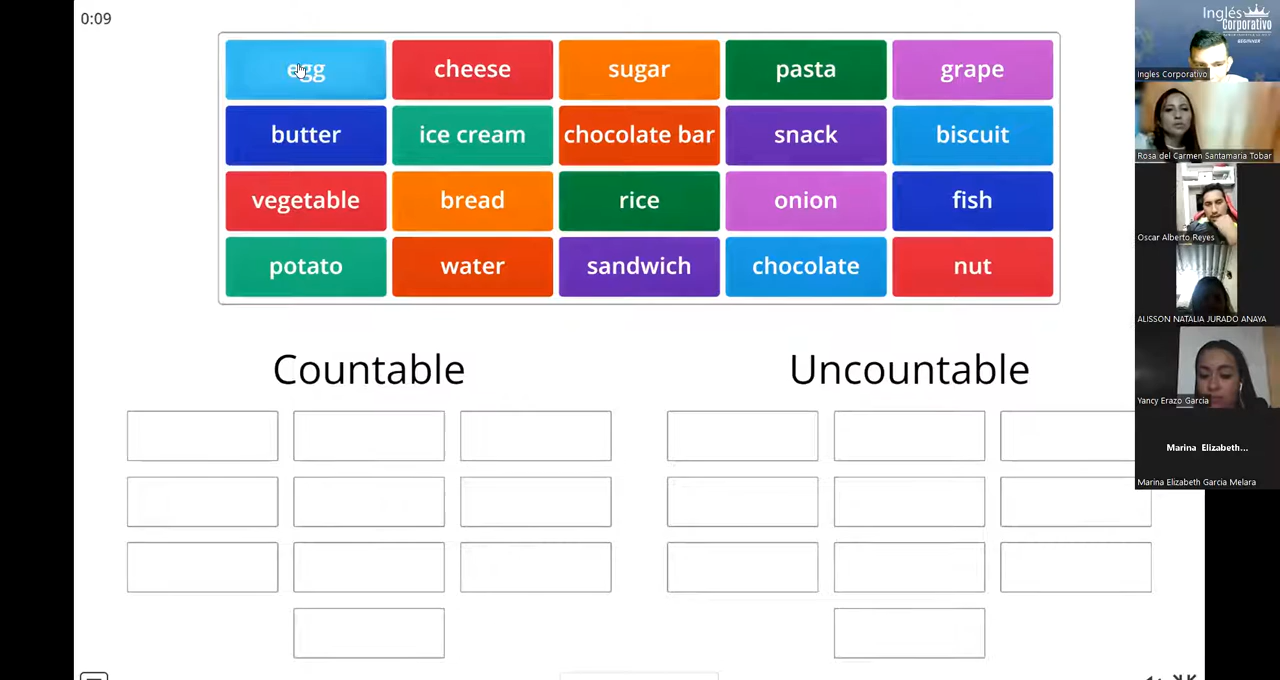 0:09
egg cheese sugar pasta grape
butter ice cream chocolate bar snack biscuit
vegetable bread rice onion fish
potato water sandwich chocolate nut
Countable Uncountable
Inglés
Corporativo
BEGINNER
Ingles Corporativo
Rosa del Carmen Santamaria Tobar
Oscar Alberto Reyes
ALISSON NATALIA JURADO ANAYA
Yancy Erazo Garcia
Marina Elizabeth...
Marina Elizabeth Garcia Melara